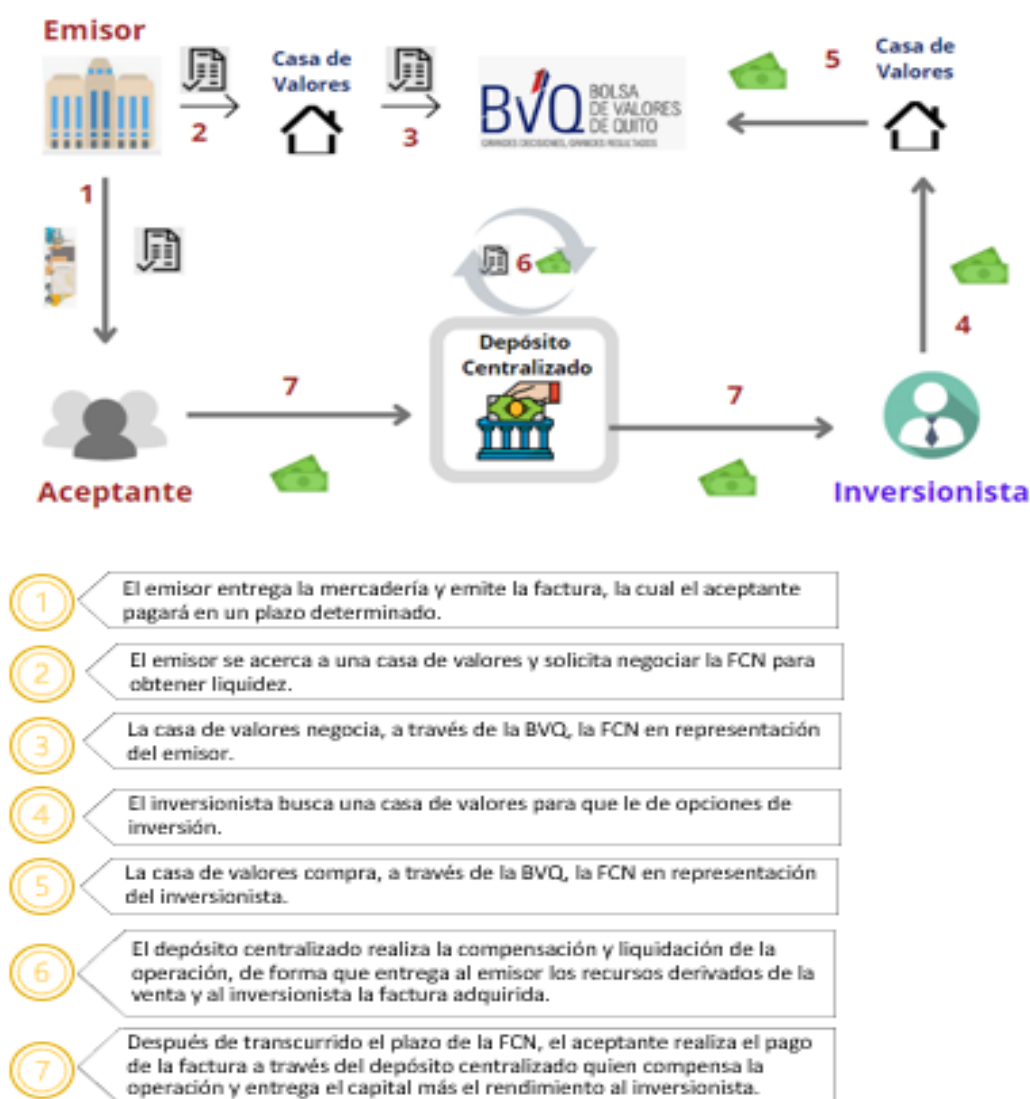 Emisor
Casa de
Valores
2
3
BVQ
BOLSA
DE VALORES
DE QUITO
GRANDES DECISIONES, GRANDES RESULTADOS
5
Casa de
Valores
1
6
4
Depósito
Centralizado
7
7
Aceptante
Inversionista
1
El emisor entrega la mercadería y emite la factura, la cual el aceptante
pagará en un plazo determinado.
2
El emisor se acerca a una casa de valores y solicita negociar la FCN para
obtener liquidez.
3
La casa de valores negocia, a través de la BVQ, la FCN en representación
del emisor.
4
El inversionista busca una casa de valores para que le de opciones de
inversión.
5
La casa de valores compra, a través de la BVQ, la FCN en representación
del inversionista.
6
El depósito centralizado realiza la compensación y liquidación de la
operación, de forma que entrega al emisor los recursos derivados de la
venta y al inversionista la factura adquirida.
7
Después de transcurrido el plazo de la FCN, el aceptante realiza el pago
de la factura a través del depósito centralizado quien compensa la
operación y entrega el capital más el rendimiento al inversionista.